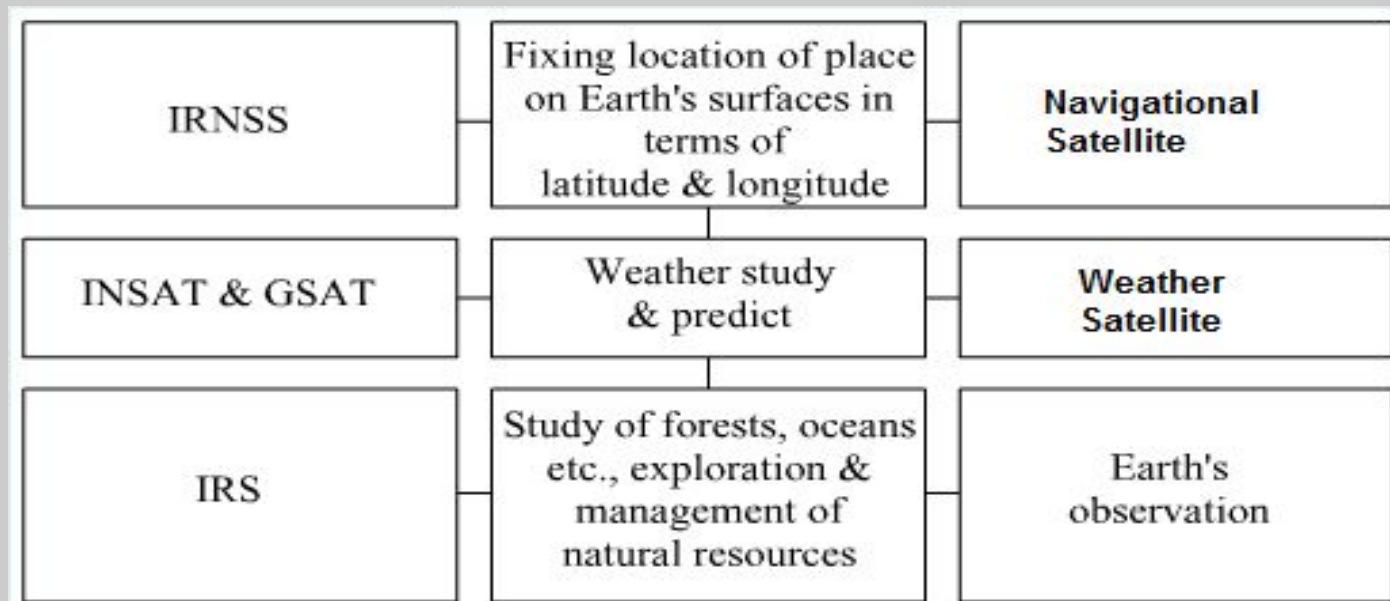 IRNSS
Fixing location of place
on Earth's surfaces in
terms of
latitude & longitude
Navigational
Satellite
INSAT & GSAT
Weather study
& predict
Weather
Satellite
IRS
Study of forests, oceans
etc., exploration &
management of
natural resources
Earth's
observation